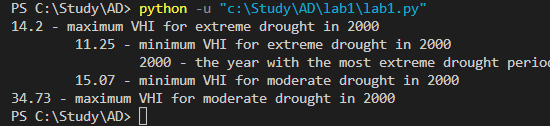 PS C:\Study\AD> python -u "c:\Study\AD\lab1\lab1.py"
14.2 - maximum VHI for extreme drought in 2000
11.25 - minimum VHI for extreme drought in 2000
2000 - the year with the most extreme drought perio
15.07 - minimum VHI for moderate drought in 2000
34.73 - maximum VHI for moderate drought in 2000
PS C:\Study\AD>